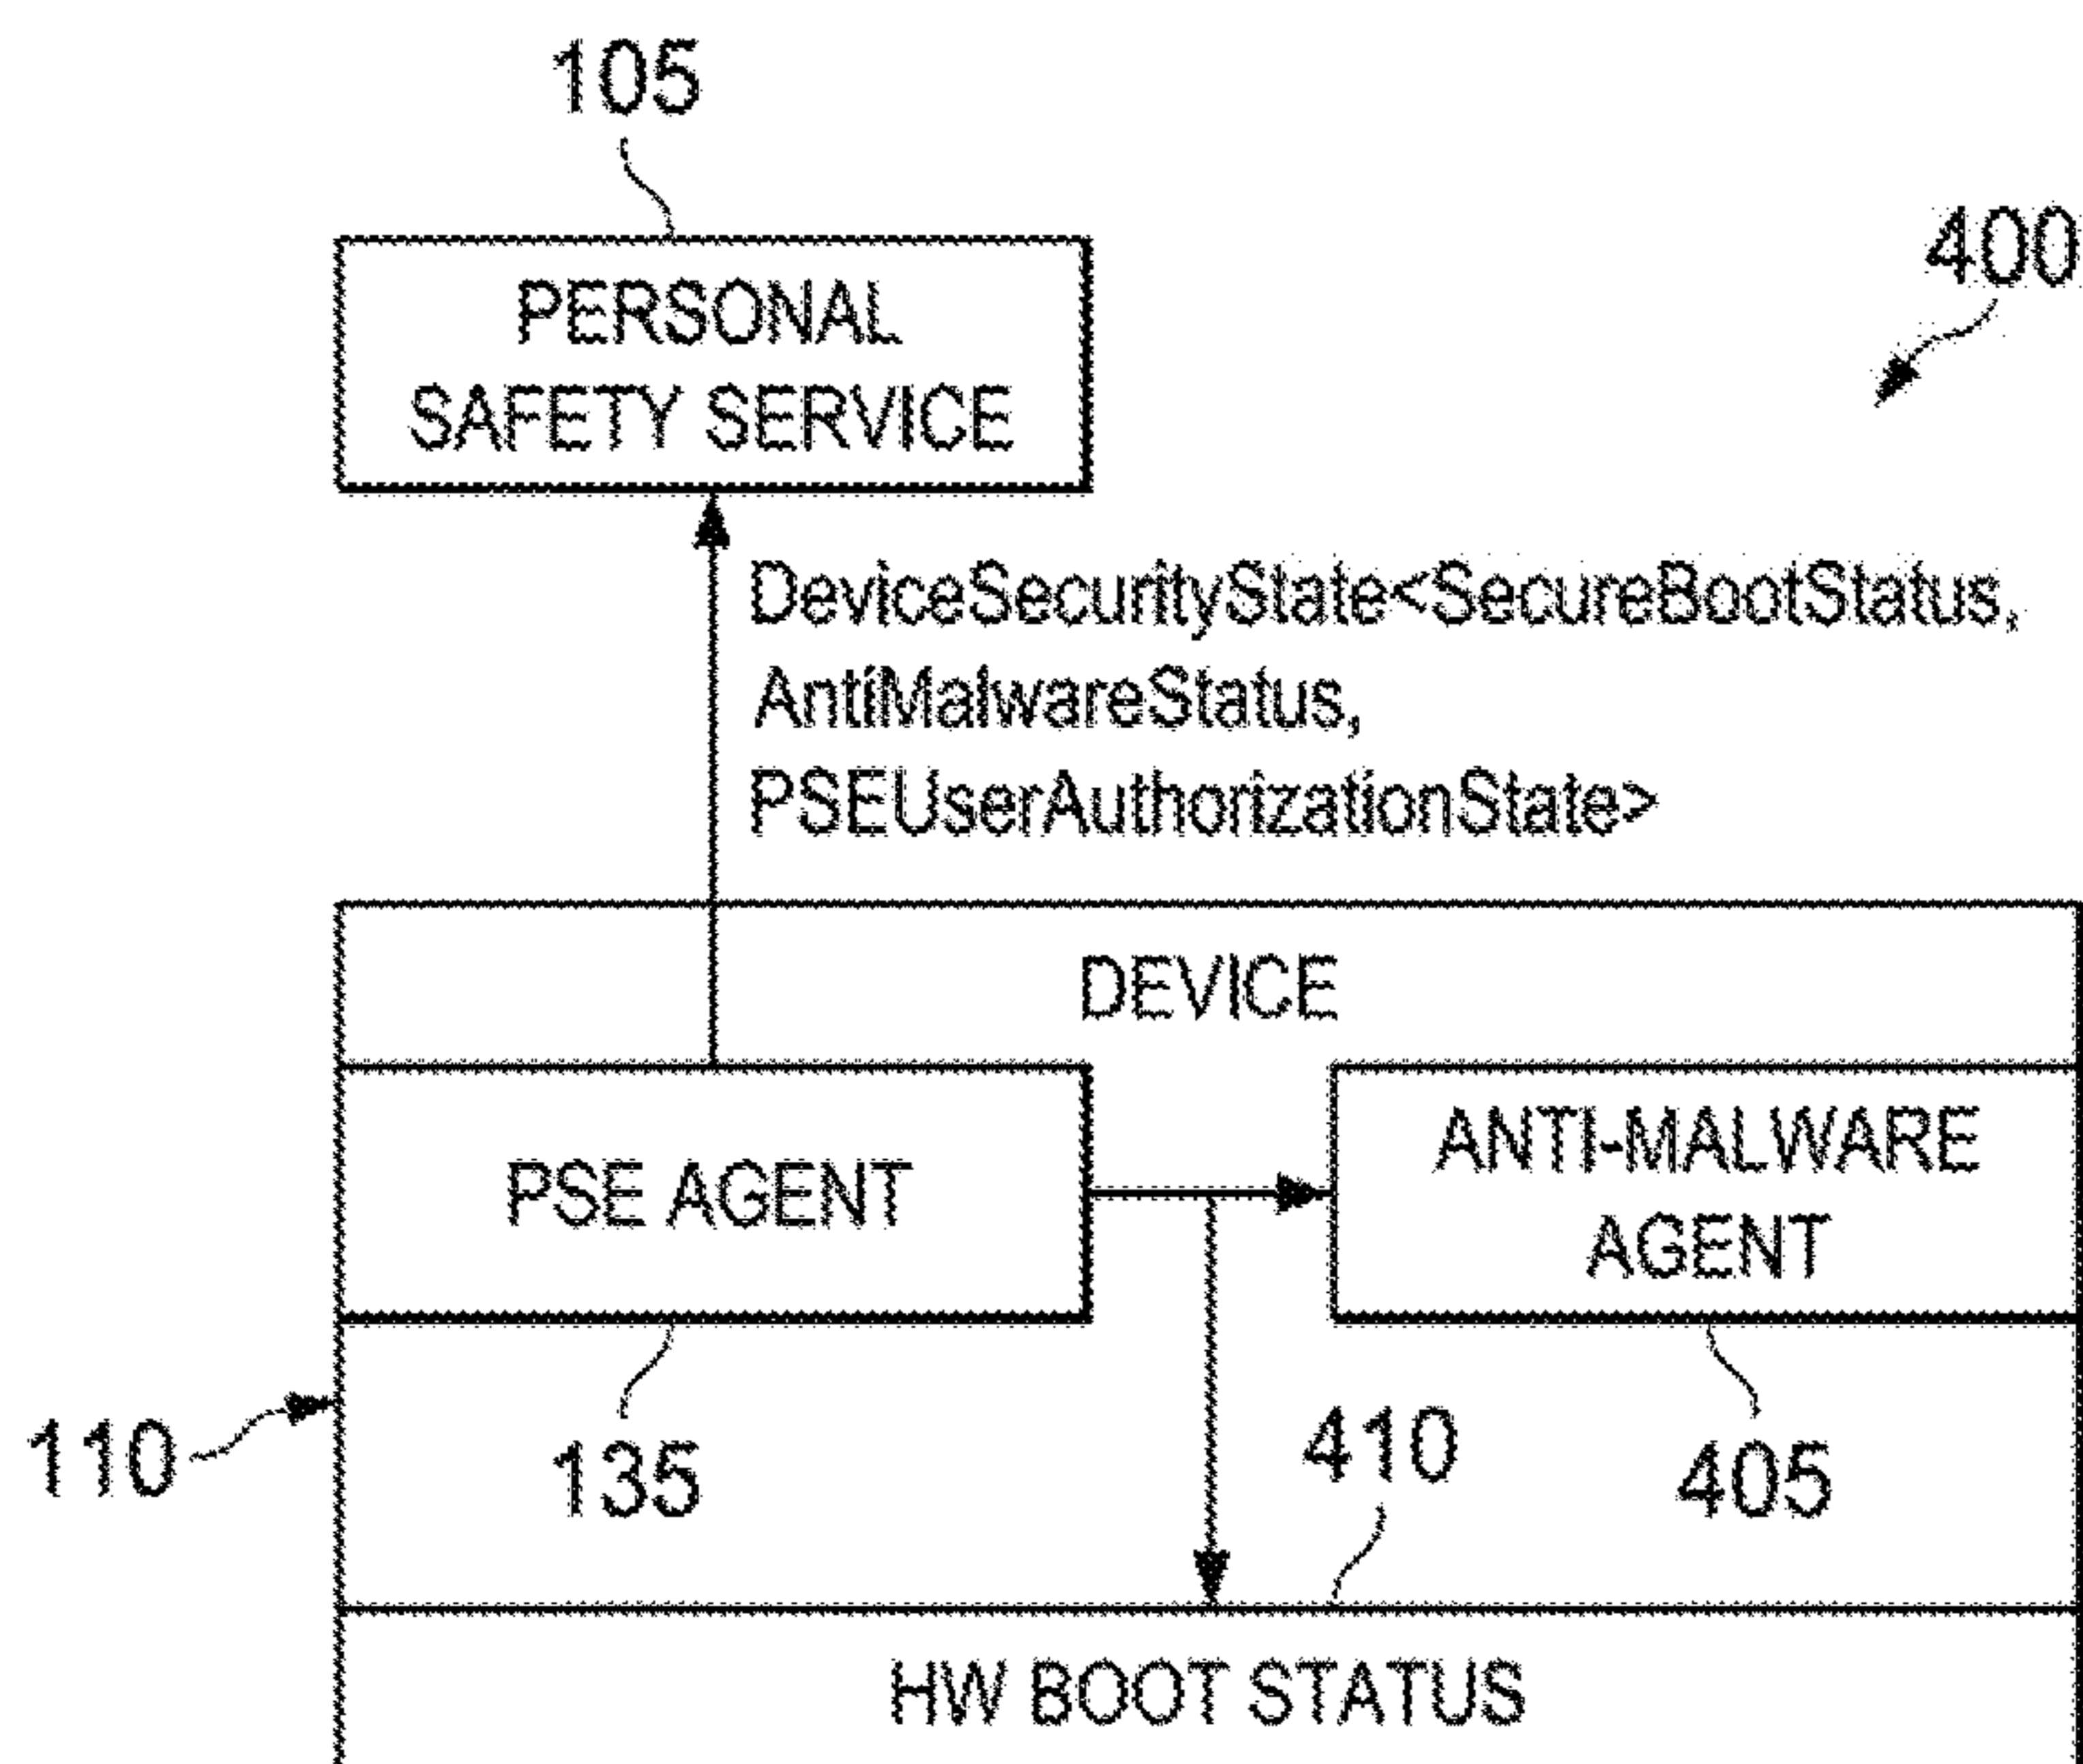 105
400
PERSONAL
SAFETY SERVICE
DeviceSecurityState<SecureBootStatus,
AntiMalwareStatus,
PSEUserAuthorizationState>
DEVICE
PSE AGENT
ANTI-MALWARE
AGENT
110
135
410
405
HW BOOT STATUS